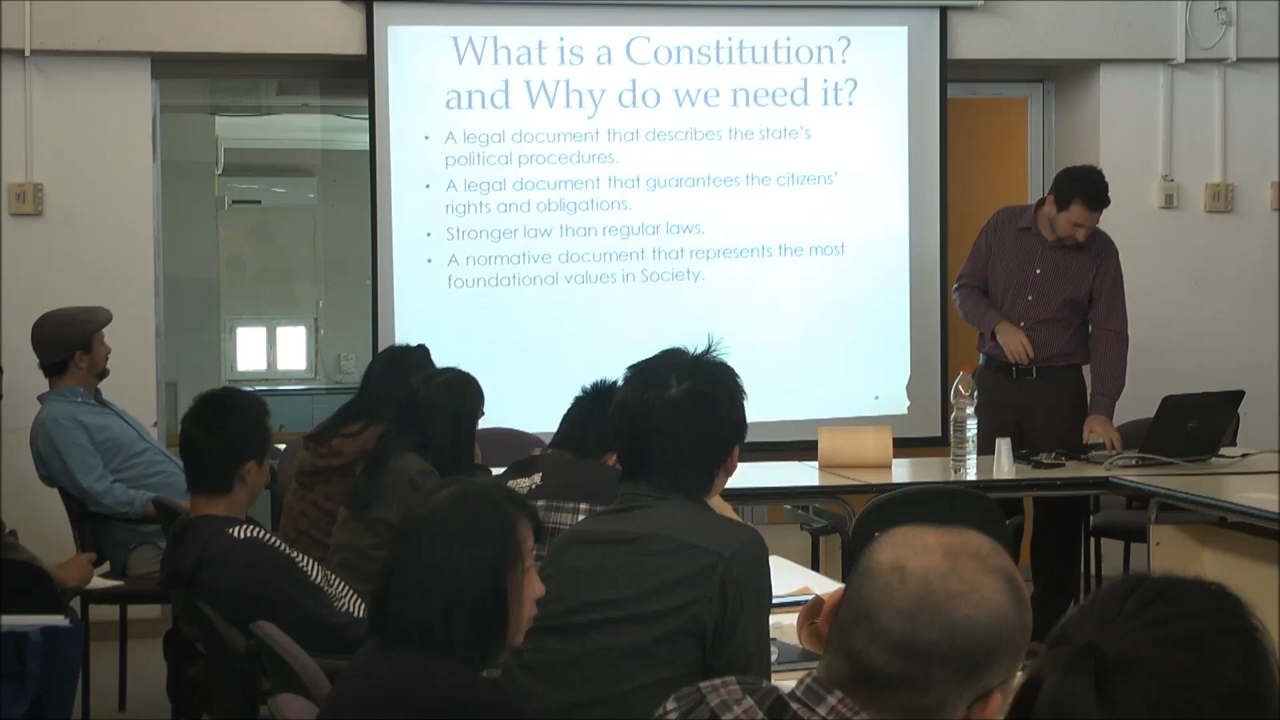 What is a Constitution?
and Why do we need it?
• A legal document that describes the state's
political procedures.
• A legal document that guarantees the citizens'
rights and obligations.
• Stronger law than regular laws.
• A normative document that represents the most
foundational values in Society.